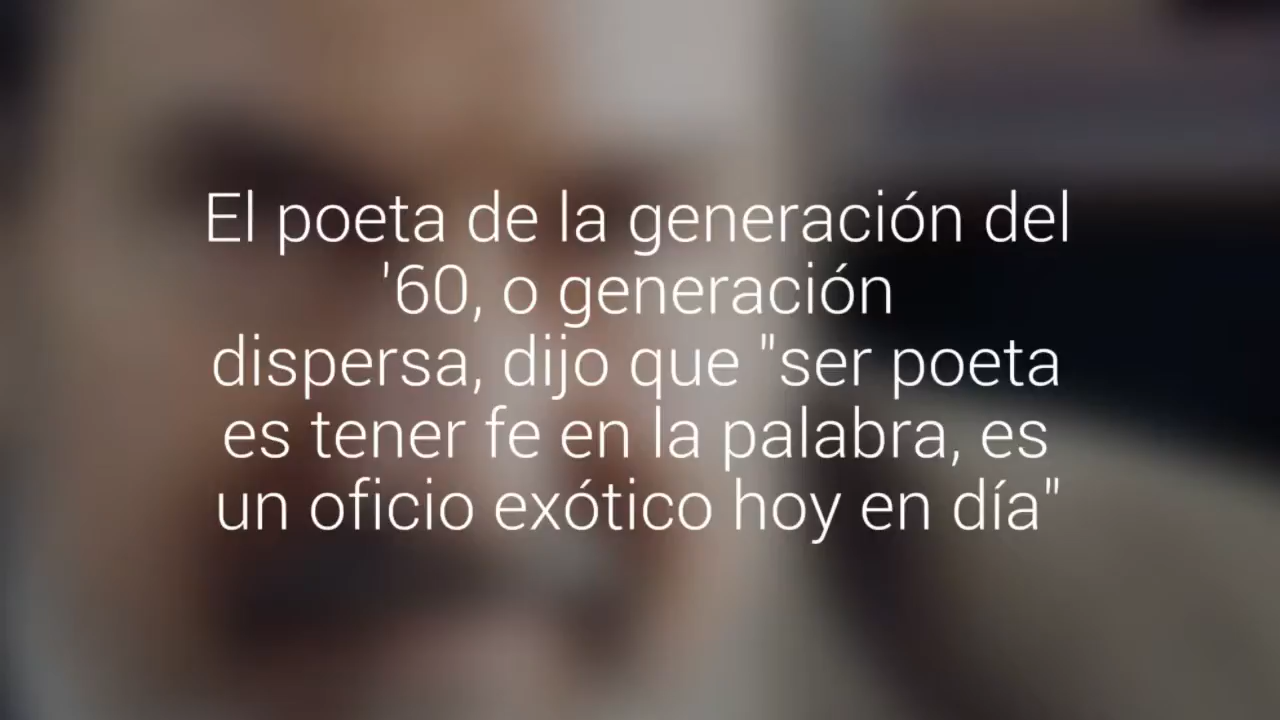 El poeta de la generación del
'60, o generación
dispersa, dijo que "ser poeta
es tener fe en la palabra, es
un oficio exótico hoy en día"